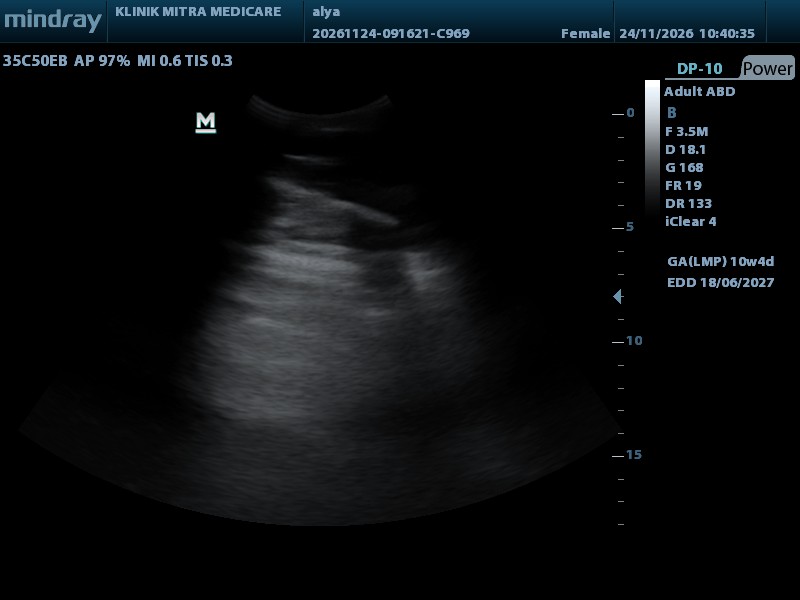 mindray
KLINIK MITRA MEDICARE
alya
20261124-091621-C969
Female
24/11/2026 10:40:35
35C50EB AP 97% MI 0.6 TIS 0.3
DP-10
Power
M
Adult ABD
B
F 3.5M
D 18.1
G 168
FR 19
DR 133
iClear 4
GA(LMP) 10w4d
EDD 18/06/2027
0
5
10
15